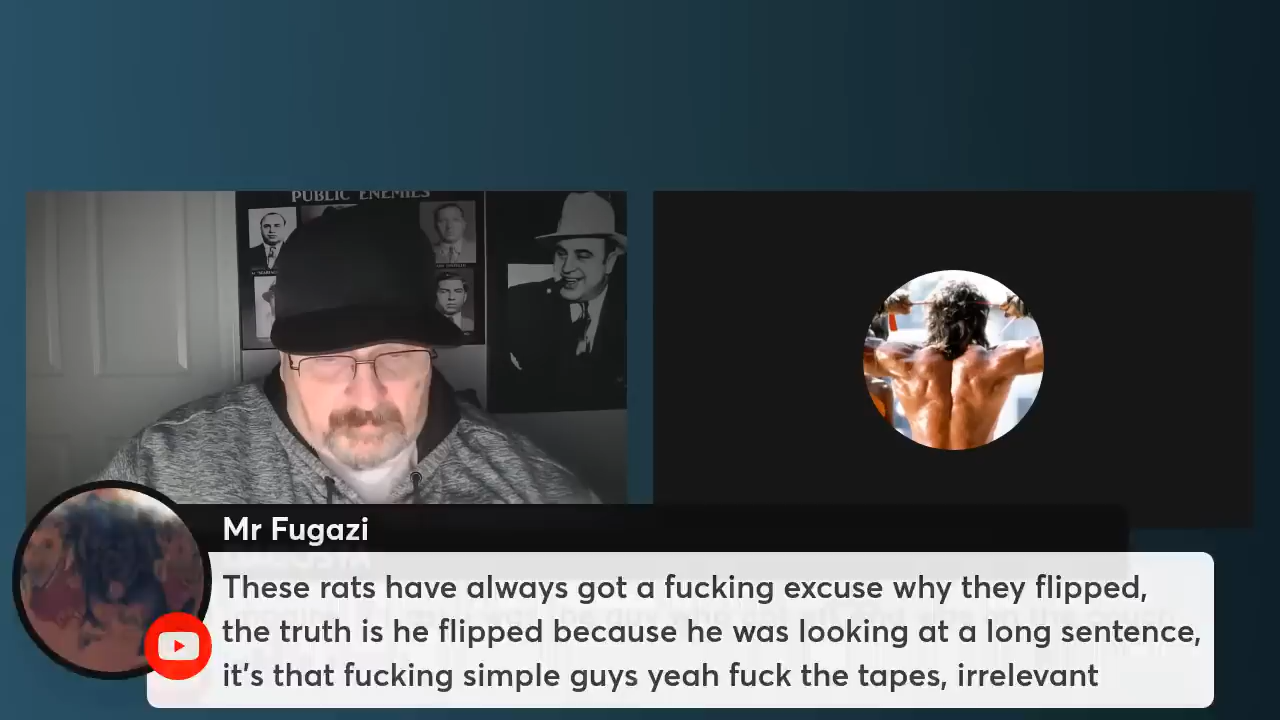 PUBLIC ENEMIES
Mr Fugazi
These rats have always got a fucking excuse why they flipped,
the truth is he flipped because he was looking at a long sentence,
it's that fucking simple guys yeah fuck the tapes, irrelevant